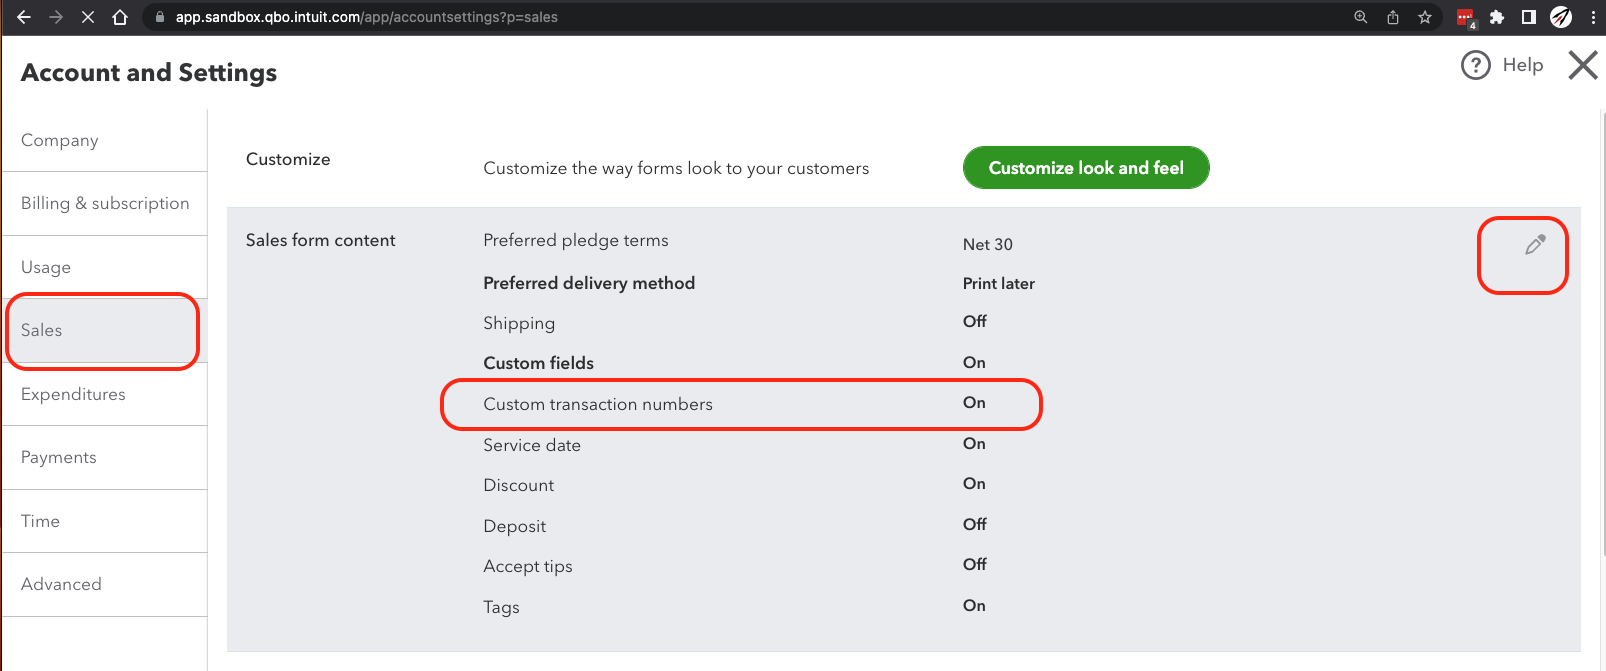 app.sandbox.qbo.intuit.com/app/accountsettings?p=sales
4
Account and Settings
? Help
Company
Billing & subscription
Usage
Sales
Expenditures
Payments
Time
Advanced
Customize Customize the way forms look to your customers Customize look and feel
Sales form content Preferred pledge terms Net 30
Preferred delivery method Print later
Shipping Off
Custom fields On
Custom transaction numbers On
Service date On
Discount On
Deposit Off
Accept tips Off
Tags On